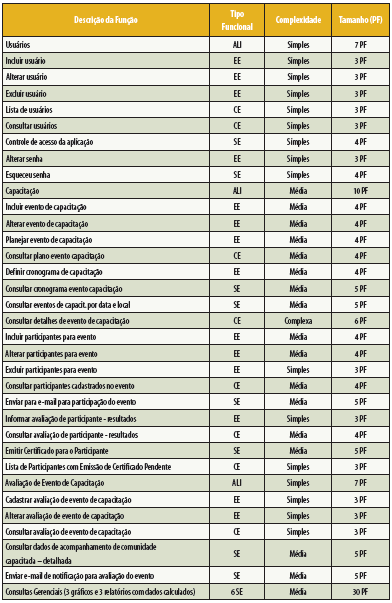 Descrição da Função Tipo Funcional Complexidade Tamanho (PF)
Usuários ALI Simples 7 PF
Incluir usuário EE Simples 3 PF
Alterar usuário EE Simples 3 PF
Excluir usuário EE Simples 3 PF
Lista de usuários CE Simples 3 PF
Consultar usuários CE Simples 3 PF
Controle de acesso da aplicação SE Simples 4 PF
Alterar senha EE Simples 3 PF
Esqueceu senha SE Simples 4 PF
Capacitação ALI Média 10 PF
Incluir evento de capacitação EE Média 4 PF
Alterar evento de capacitação EE Média 4 PF
Planejar evento de capacitação EE Média 4 PF
Consultar plano evento capacitação CE Média 4 PF
Definir cronograma de capacitação EE Média 4 PF
Consultar cronograma evento capacitação SE Média 5 PF
Consultar eventos de capacit. por data e local SE Média 5 PF
Consultar detalhes de evento de capacitação CE Complexa 6 PF
Incluir participantes para evento EE Média 4 PF
Alterar participantes para evento EE Média 4 PF
Excluir participantes para evento EE Simples 3 PF
Consultar participantes cadastrados no evento CE Média 4 PF
Enviar para e-mail para participação do evento SE Média 5 PF
Informar avaliação de participante - resultados EE Simples 3 PF
Consultar avaliação de participante - resultados CE Média 4 PF
Emitir Certificado para o Participante SE Média 5 PF
Lista de Participantes com Emissão de Certificado Pendente CE Simples 3 PF
Avaliação de Evento de Capacitação ALI Simples 7 PF
Cadastrar avaliação de evento de capacitação EE Simples 3 PF
Alterar avaliação de evento de capacitação EE Simples 3 PF
Consultar avaliação de evento de capacitação CE Simples 3 PF
Consultar dados de acompanhamento de comunidade
capacitada – detalhada SE Média 5 PF
Enviar e-mail de notificação para avaliação do evento SE Média 5 PF
Consultas Gerenciais (3 gráficos e 3 relatórios com dados calculados) 6 SE Média 30 PF